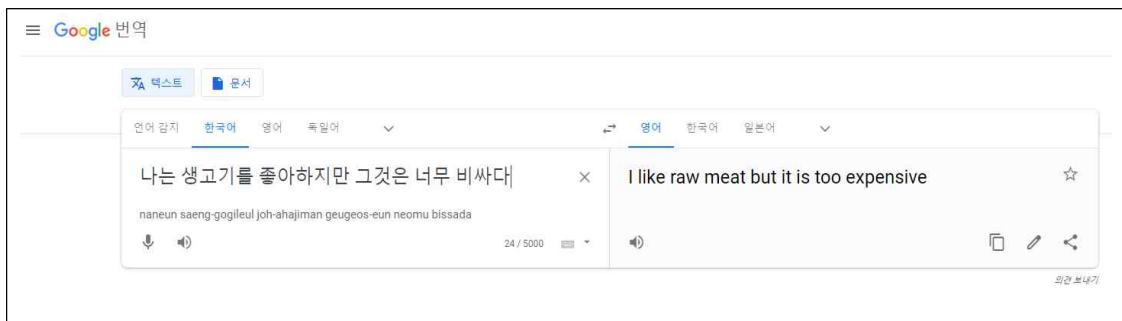 Google 번역
텍스트 문서
언어 감지 한국어 영어 독일어 영어 한국어 일본어
나는 생고기를 좋아하지만 그것은 너무 비싸다 I like raw meat but it is too expensive
naneun saeng-gogileul joh-ahajiman geugeos-eun neomu bissada
24 / 5000
의견 보내기